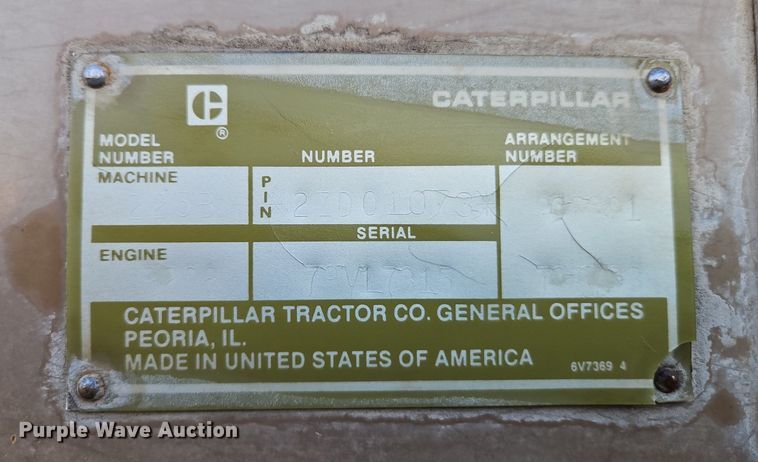 CATERPILLAR
C
®
MODEL NUMBER
NUMBER
ARRANGEMENT NUMBER
MACHINE
PIN
SERIAL
ENGINE
CATERPILLAR TRACTOR CO. GENERAL OFFICES
PEORIA, IL.
MADE IN UNITED STATES OF AMERICA
6V7369 4
Purple Wave Auction